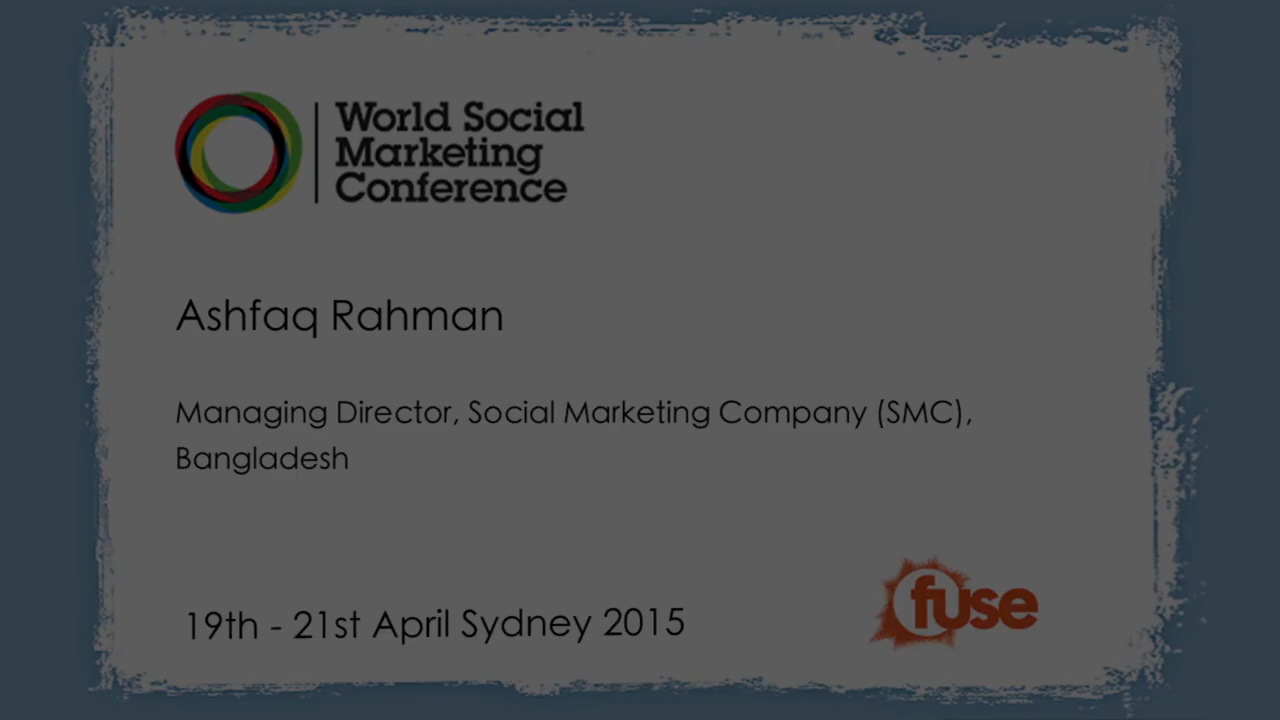 World Social
Marketing
Conference
Ashfaq Rahman
Managing Director, Social Marketing Company (SMC),
Bangladesh
19th - 21st April Sydney 2015
fuse